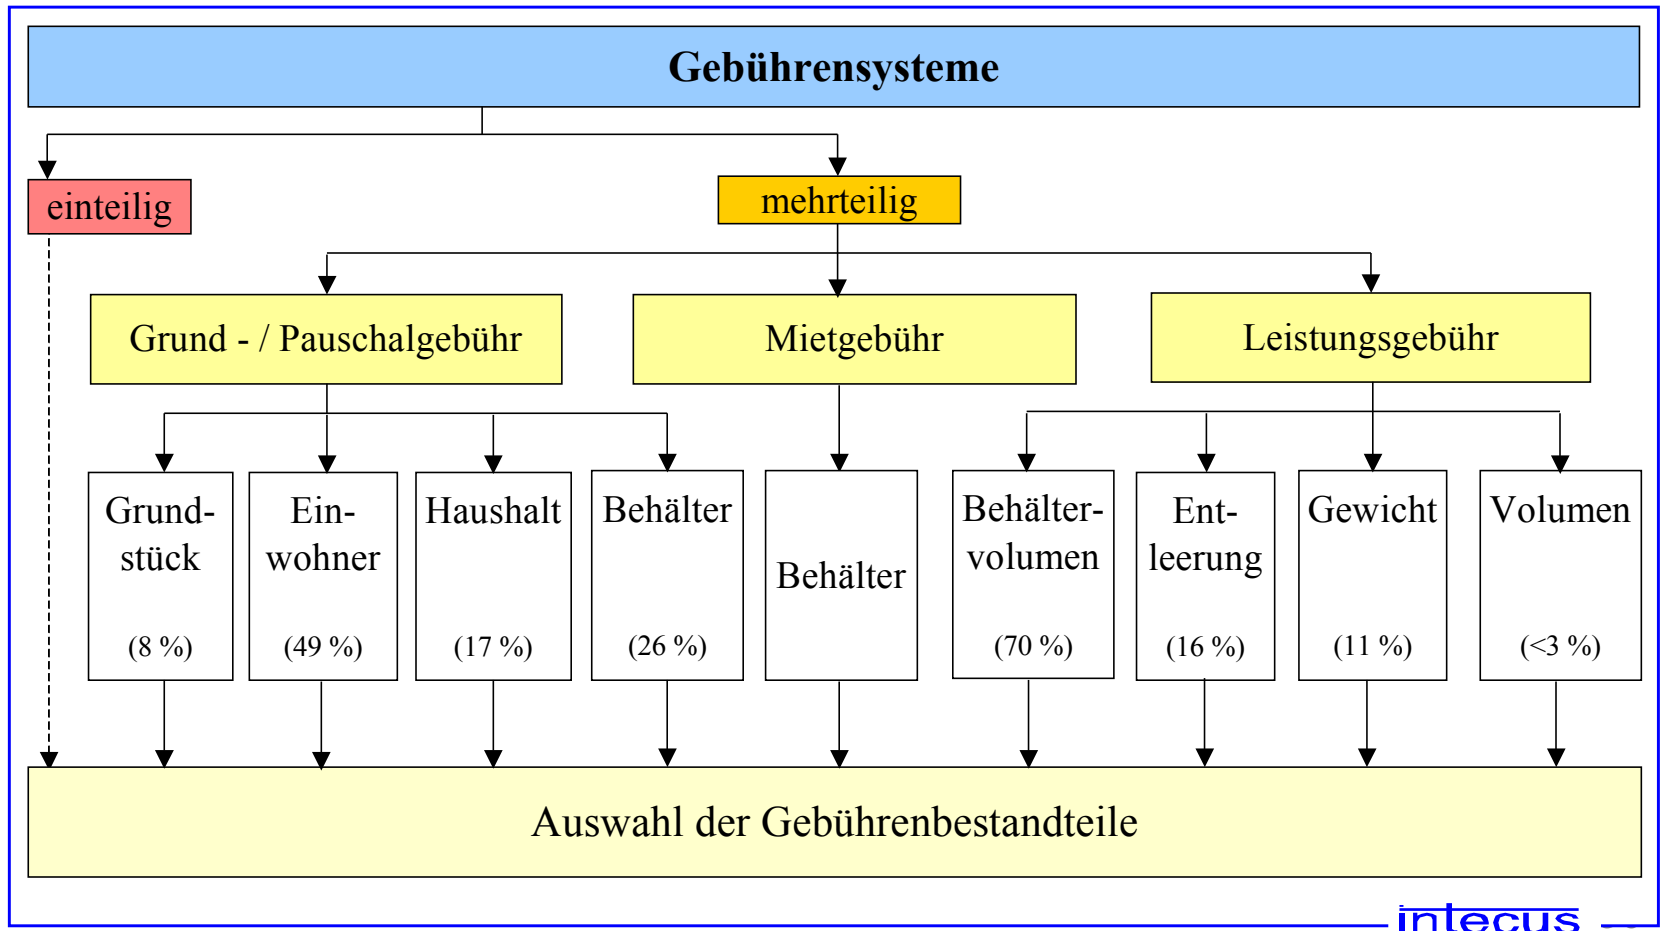 Gebührensysteme
einteilig
mehrteilig
Grund - / Pauschalgebühr
Mietgebühr
Leistungsgebühr
Grund-
stück
(8 %)
Ein-
wohner
(49 %)
Haushalt
(17 %)
Behälter
(26 %)
Behälter
Behälter-
volumen
(70 %)
Ent-
leerung
(16 %)
Gewicht
(11 %)
Volumen
(<3 %)
Auswahl der Gebührenbestandteile
intecus